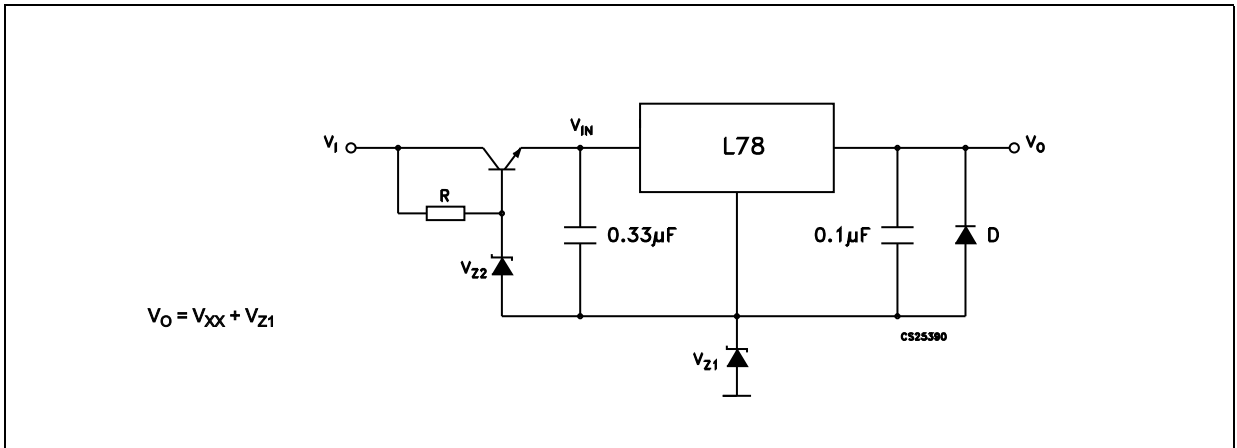 V_IN
V_I
L78
V_O
R
0.33µF
0.1µF
D
V_Z2
V_O = V_XX + V_Z1
CS25390
V_Z1